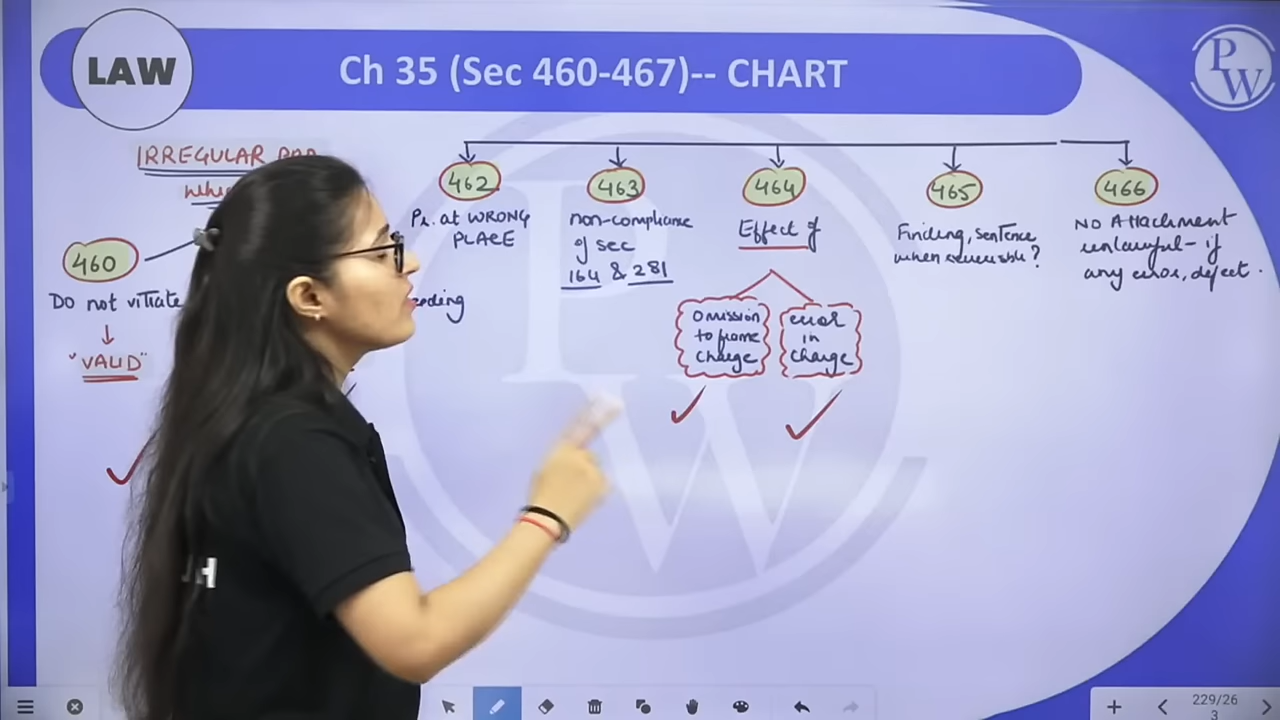 LAW
Ch 35 (Sec 460-467)-- CHART
PW
IRREGULAR
460
Do not vitiate
"VALID"
462
Pr. at WRONG
PLACE
463
non-compliance
of sec
164 & 281
464
Effect of
omission
to frame
charge
error
in
charge
465
Finding, sentence
when reversible?
466
NO Attachment
unlawful - if
any error, defect.
229/26
3